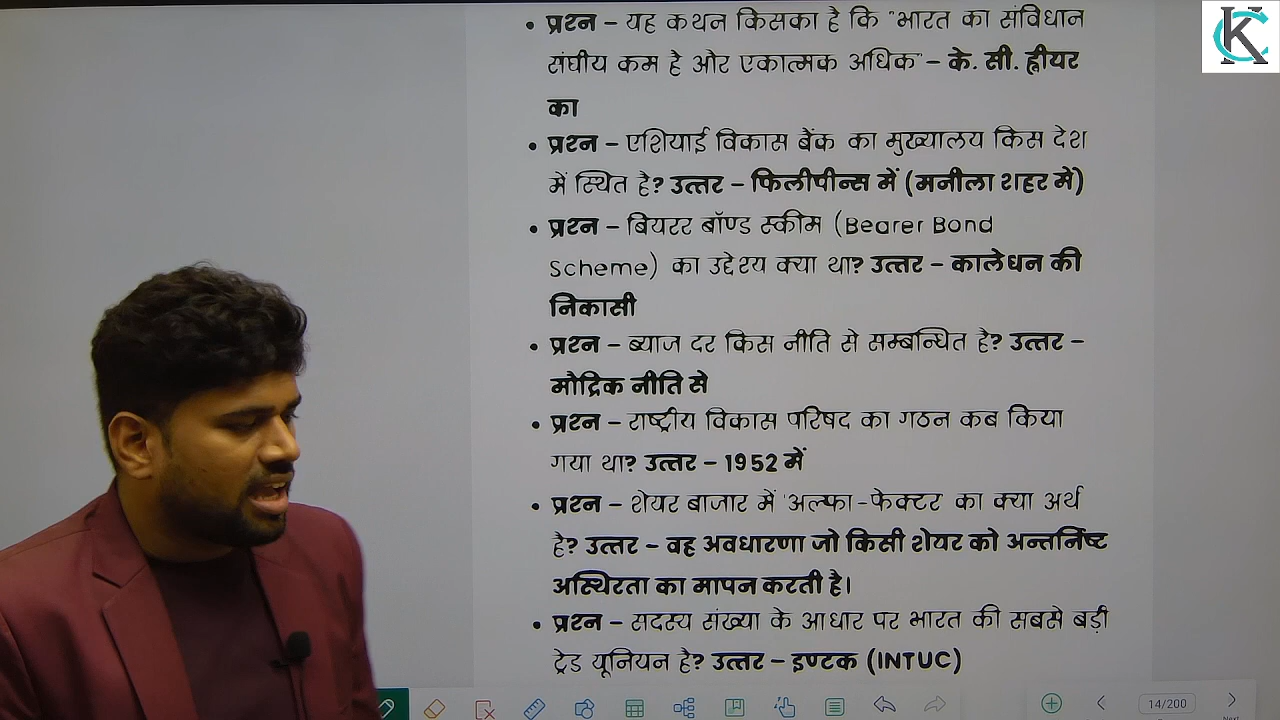 KC
• प्रश्न – यह कथन किसका है कि "भारत का संविधान
संघीय कम है और एकात्मक अधिक" – के. सी. ह्वीयर
का
• प्रश्न – एशियाई विकास बैंक का मुख्यालय किस देश
में स्थित है? उत्तर – फिलीपीन्स में (मनीला शहर में)
• प्रश्न – बियरर बॉण्ड स्कीम (Bearer Bond
Scheme) का उद्देश्य क्या था? उत्तर – कालेधन की
निकासी
• प्रश्न – ब्याज दर किस नीति से सम्बन्धित है? उत्तर –
मौद्रिक नीति से
• प्रश्न – राष्ट्रीय विकास परिषद का गठन कब किया
गया था? उत्तर – 1952 में
• प्रश्न – शेयर बाजार में 'अल्फा-फेक्टर' का क्या अर्थ
है? उत्तर – वह अवधारणा जो किसी शेयर को अन्तर्निष्ट
अस्थिरता का मापन करती है।
• प्रश्न – सदस्य संख्या के आधार पर भारत की सबसे बड़ी
ट्रेड यूनियन है? उत्तर – इण्टक (INTUC)
14/200
Next